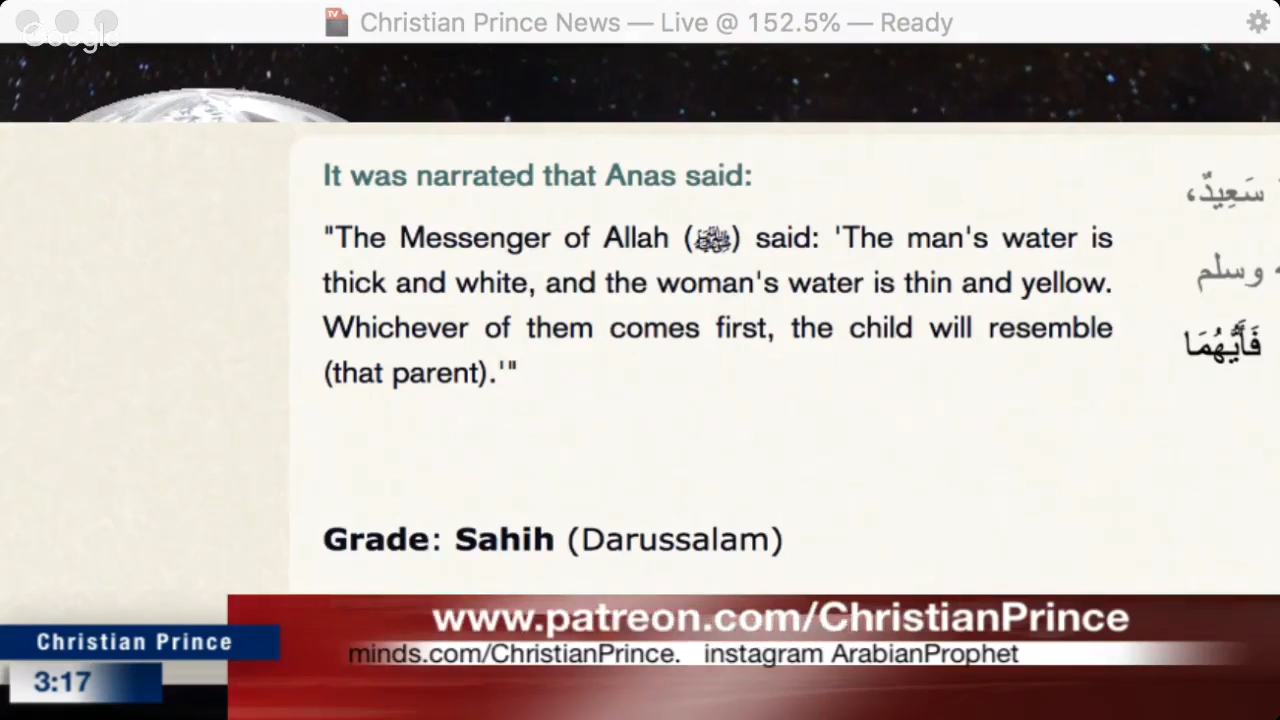 Christian Prince News — Live @ 152.5% — Ready
TV
Google
It was narrated that Anas said:
"The Messenger of Allah (ﷺ) said: 'The man's water is
thick and white, and the woman's water is thin and yellow.
Whichever of them comes first, the child will resemble
(that parent).'"
سَعِيدٌ،
وسلم
فَأَيُّهُمَا
Grade: Sahih (Darussalam)
www.patreon.com/ChristianPrince
Christian Prince
minds.com/ChristianPrince. instagram ArabianProphet
3:17